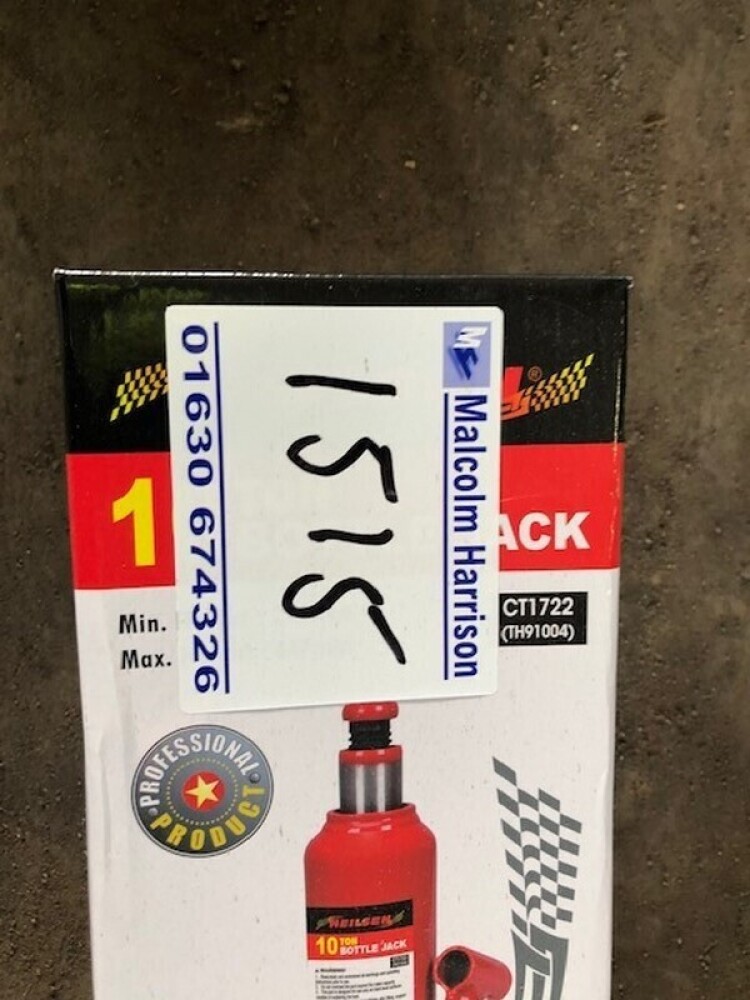 Malcolm Harrison
1515
01630 674326
®
1
ACK
CT1722
(TH91004)
Min.
Max.
PROFESSIONAL
PRODUCT
NEILSEN
10 TON
BOTTLE JACK